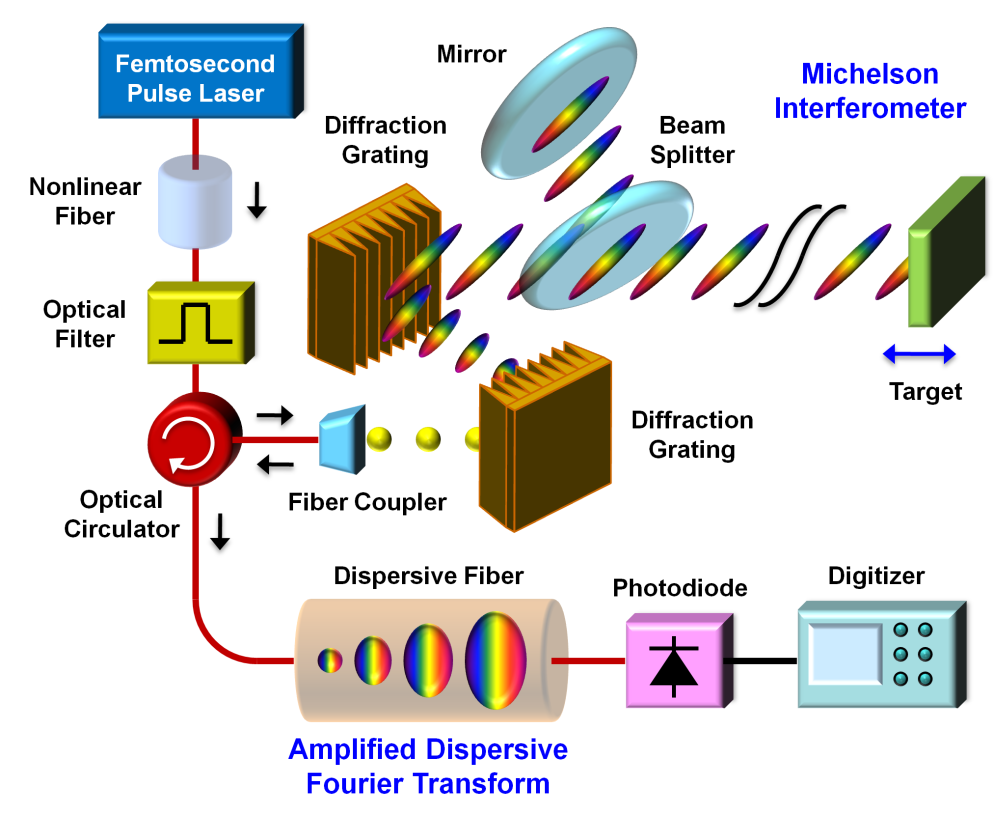 Femtosecond
Pulse Laser
Mirror
Michelson
Interferometer
Diffraction
Grating
Beam
Splitter
Nonlinear
Fiber
Optical
Filter
Target
Diffraction
Grating
Optical
Circulator
Fiber Coupler
Dispersive Fiber
Photodiode
Digitizer
Amplified Dispersive
Fourier Transform